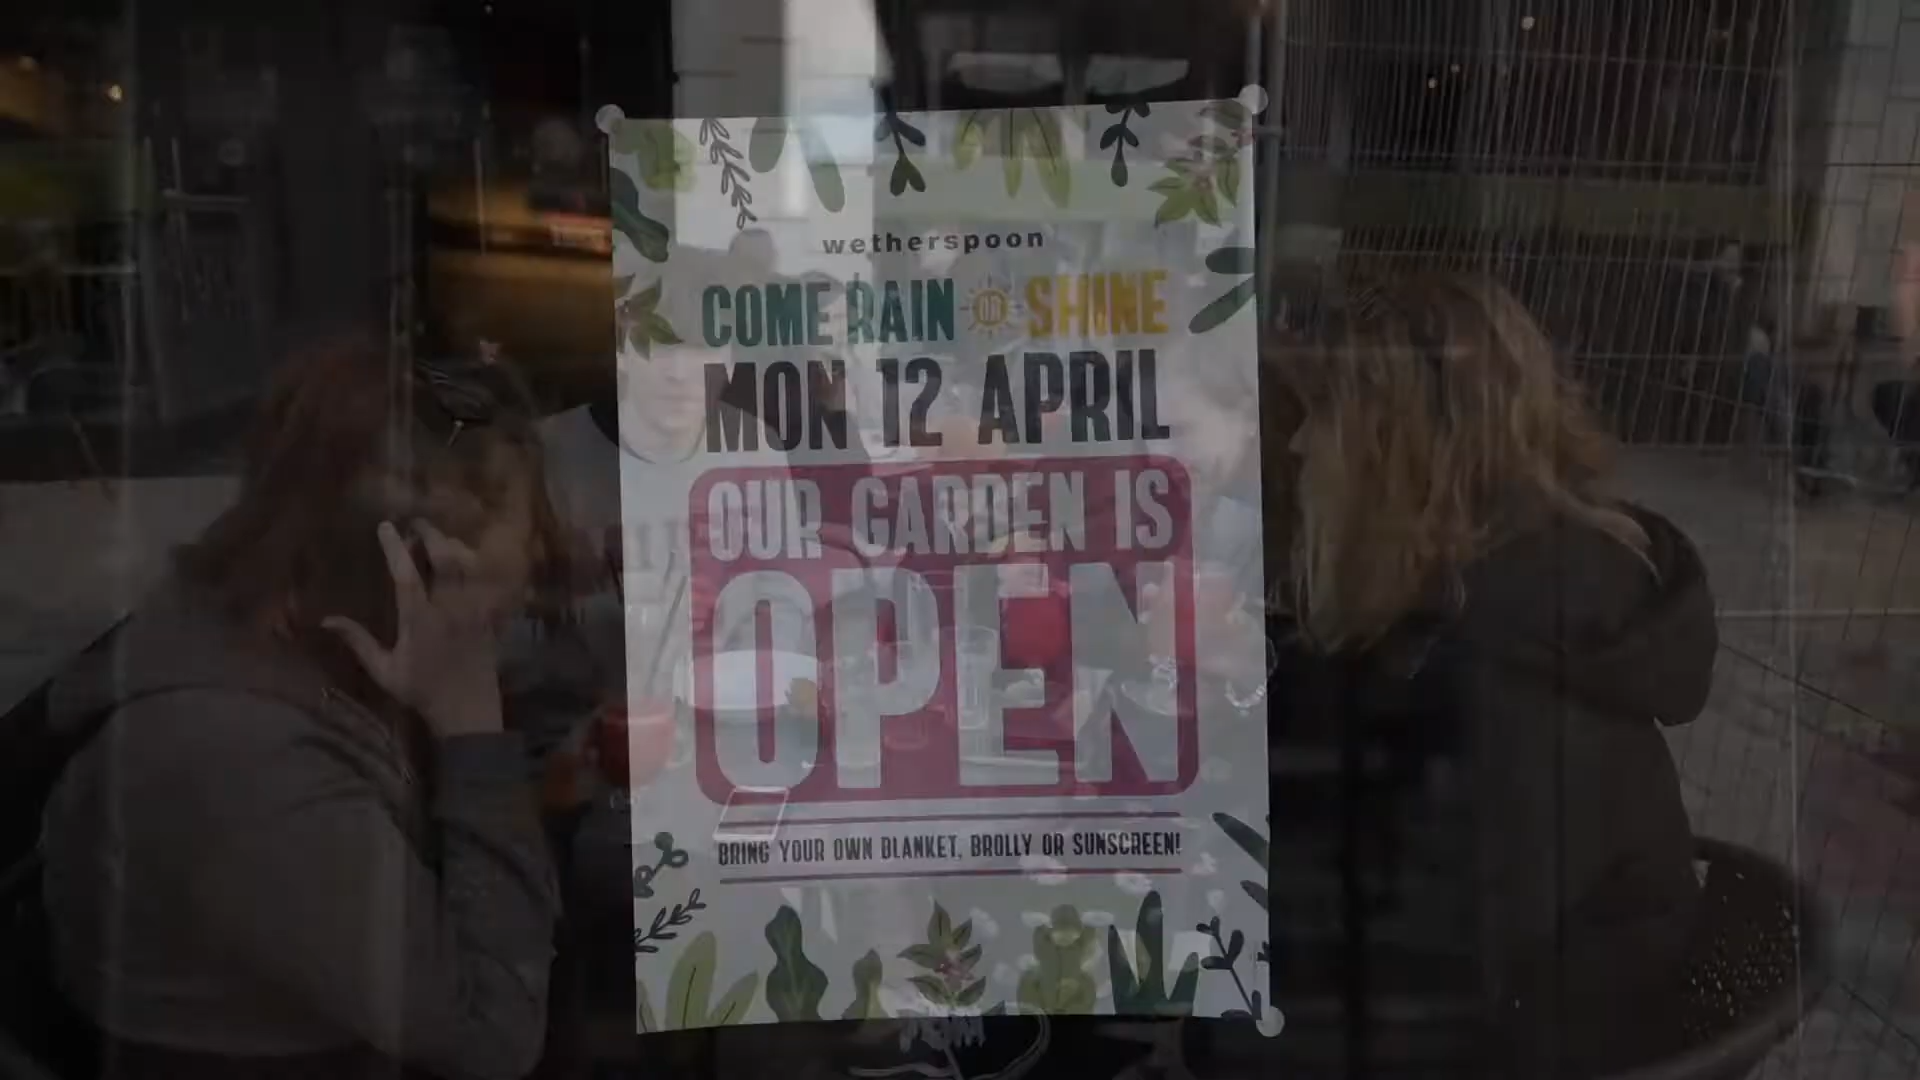 wetherspoon
COME RAIN OR SHINE
MON 12 APRIL
OUR GARDEN IS
OPEN
BRING YOUR OWN BLANKET, BROLLY OR SUNSCREEN!